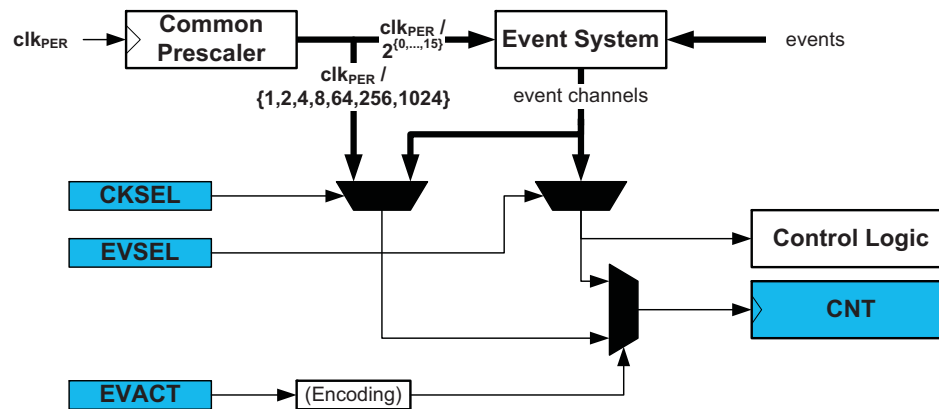 clkPER
Common
Prescaler
clkPER /
2{0,...,15}
Event System
events
clkPER /
{1,2,4,8,64,256,1024}
event channels
CKSEL
EVSEL
Control Logic
CNT
EVACT
(Encoding)